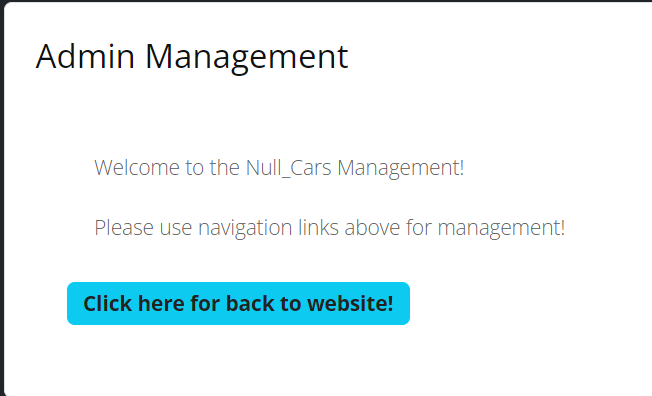 Admin Management
Welcome to the Null_Cars Management!
Please use navigation links above for management!
Click here for back to website!